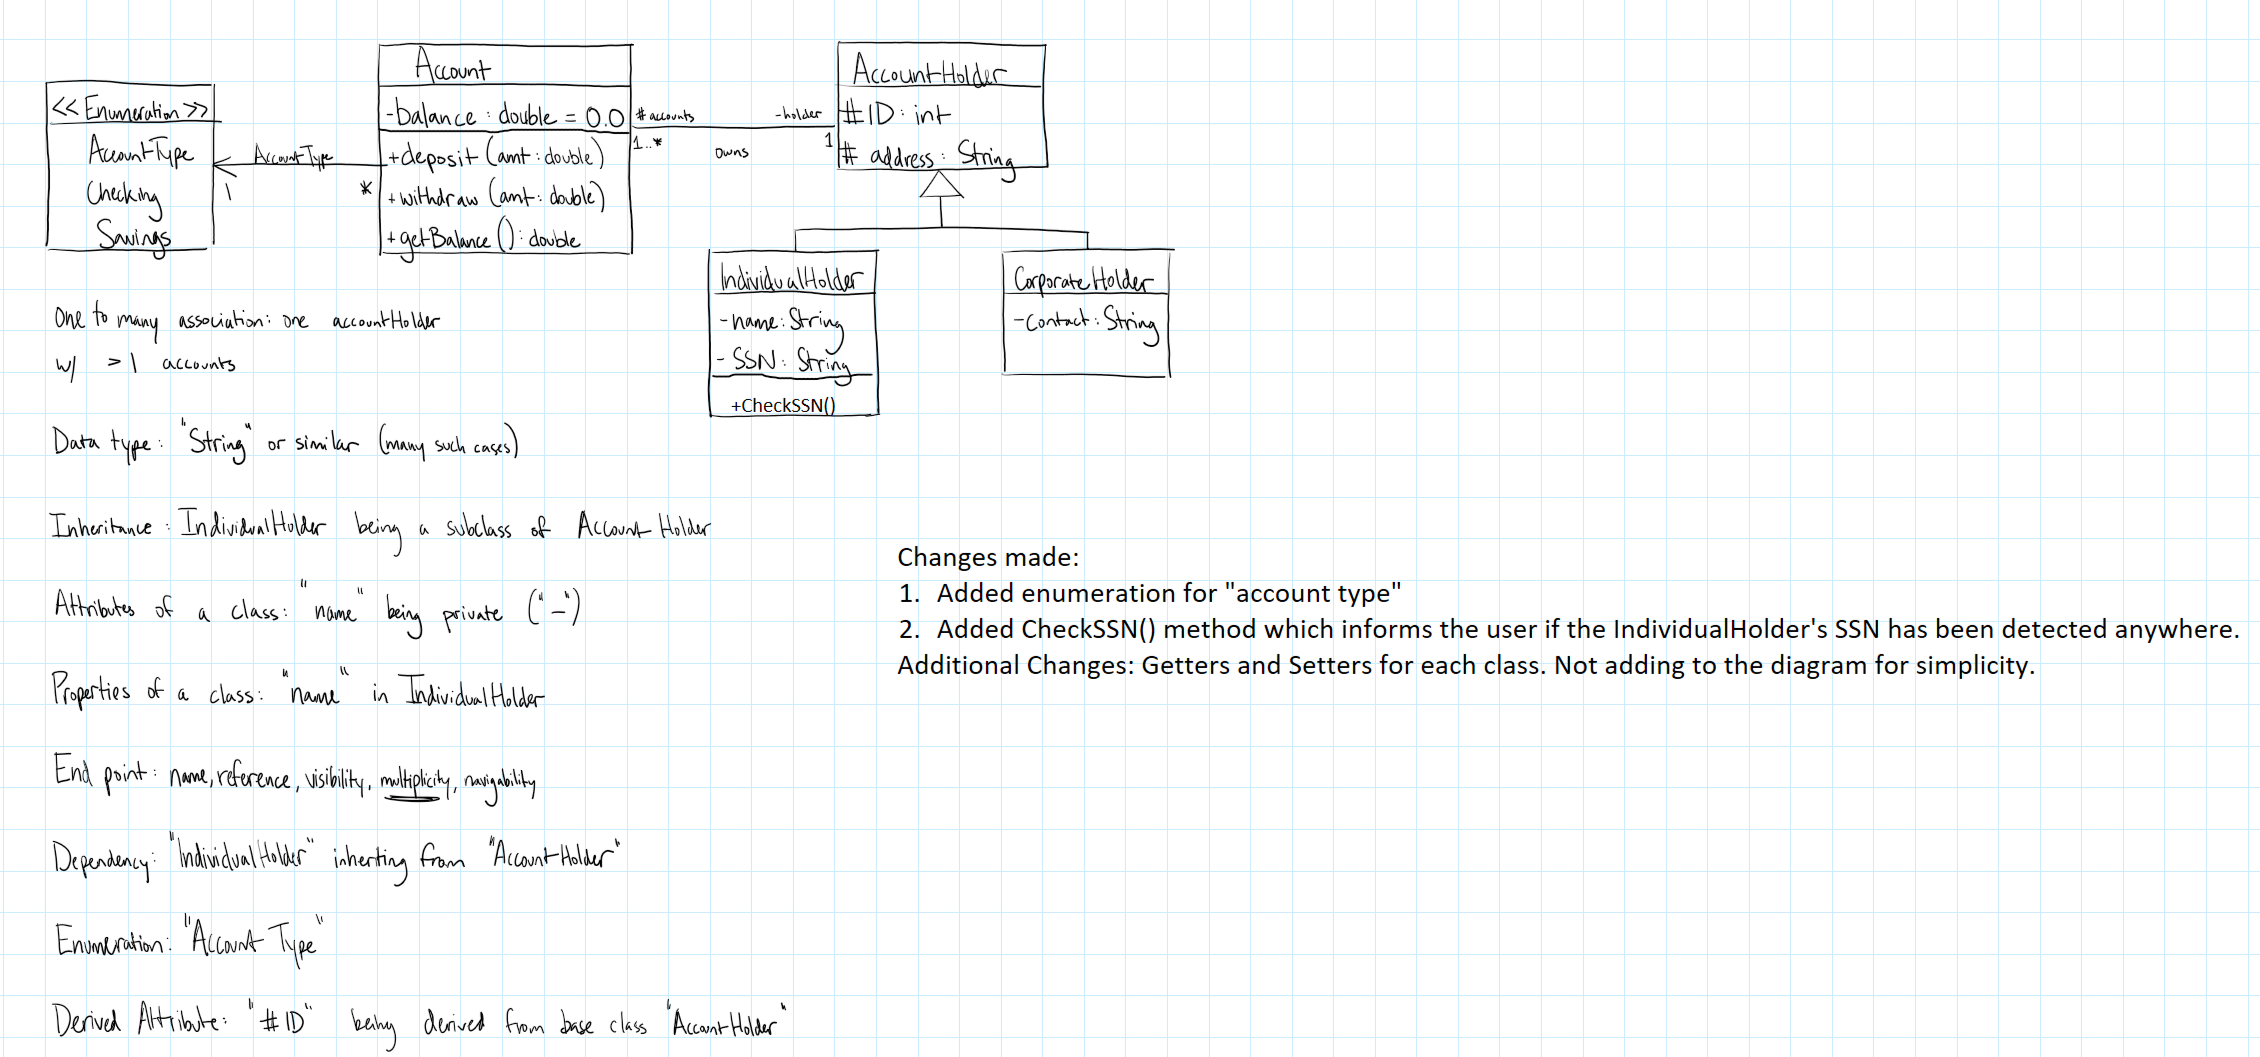 << Enumeration >>
AccountType
Checking
Savings
AccountType
1
*
Account
-balance : double = 0.0
+deposit (amt: double)
+withdraw (amt: double)
+getBalance () : double
#accounts
-holder
1..*
owns
1
AccountHolder
#ID: int
# address: String
IndividualHolder
-name: String
- SSN: String
+CheckSSN()
CorporateHolder
-Contact: String
One to many association: one accountHolder
w/ >1 accounts
Data type: "String" or similar (many such cases)
Inheritance: IndividualHolder being a subclass of Account Holder
Attributes of a class: "name" being private ("-")
Properties of a class: "name" in IndividualHolder
End point: name, reference, visibility, multiplicity, navigability
Dependency: "IndividualHolder" inherting from "AccountHolder"
Enumeration: "Account Type"
Derived Attribute: "#ID" being derived from base class "AccountHolder"
Changes made:
1. Added enumeration for "account type"
2. Added CheckSSN() method which informs the user if the IndividualHolder's SSN has been detected anywhere.
Additional Changes: Getters and Setters for each class. Not adding to the diagram for simplicity.